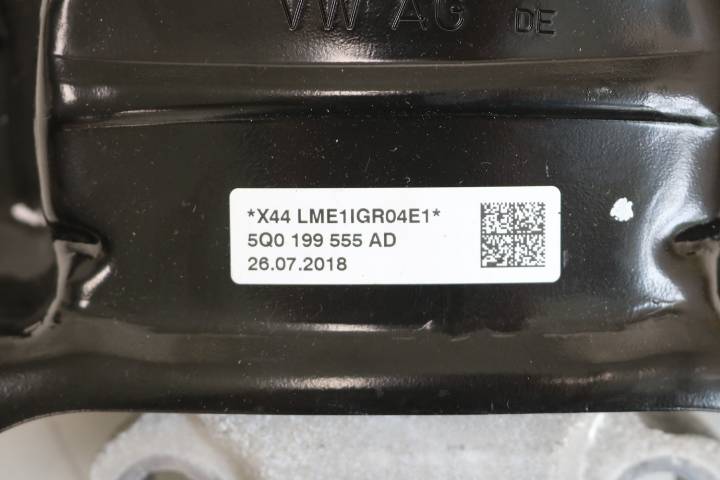 VW AG DE
*X44 LME1IGR04E1*
5Q0 199 555 AD
26.07.2018